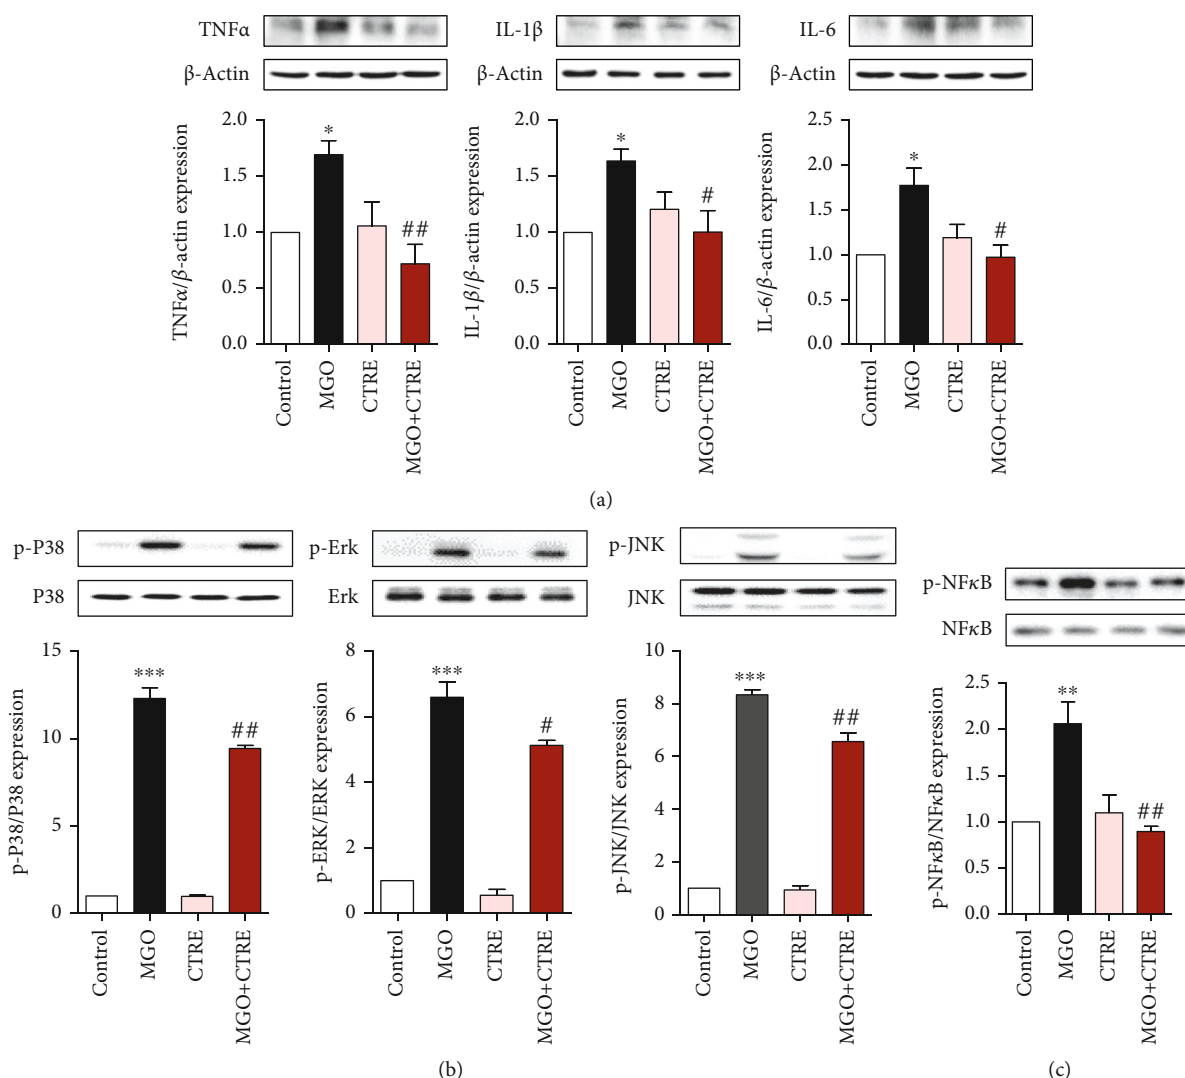 TNFα
β-Actin
TNFα/β-actin expression
2.0
1.5
1.0
0.5
0.0
*
##
Control
MGO
CTRE
MGO+CTRE
IL-1β
β-Actin
IL-1β/β-actin expression
2.0
1.5
1.0
0.5
0.0
*
#
Control
MGO
CTRE
MGO+CTRE
IL-6
β-Actin
IL-6/β-actin expression
2.5
2.0
1.5
1.0
0.5
0.0
*
#
Control
MGO
CTRE
MGO+CTRE
(a)
p-P38
P38
p-P38/P38 expression
15
10
5
0
***
##
Control
MGO
CTRE
MGO+CTRE
p-Erk
Erk
p-ERK/ERK expression
8
6
4
2
0
***
#
Control
MGO
CTRE
MGO+CTRE
p-JNK
JNK
p-JNK/JNK expression
10
8
6
4
2
0
***
##
Control
MGO
CTRE
MGO+CTRE
(b)
p-NFκB
NFκB
p-NFκB/NFκB expression
2.5
2.0
1.5
1.0
0.5
0.0
**
##
Control
MGO
CTRE
MGO+CTRE
(c)